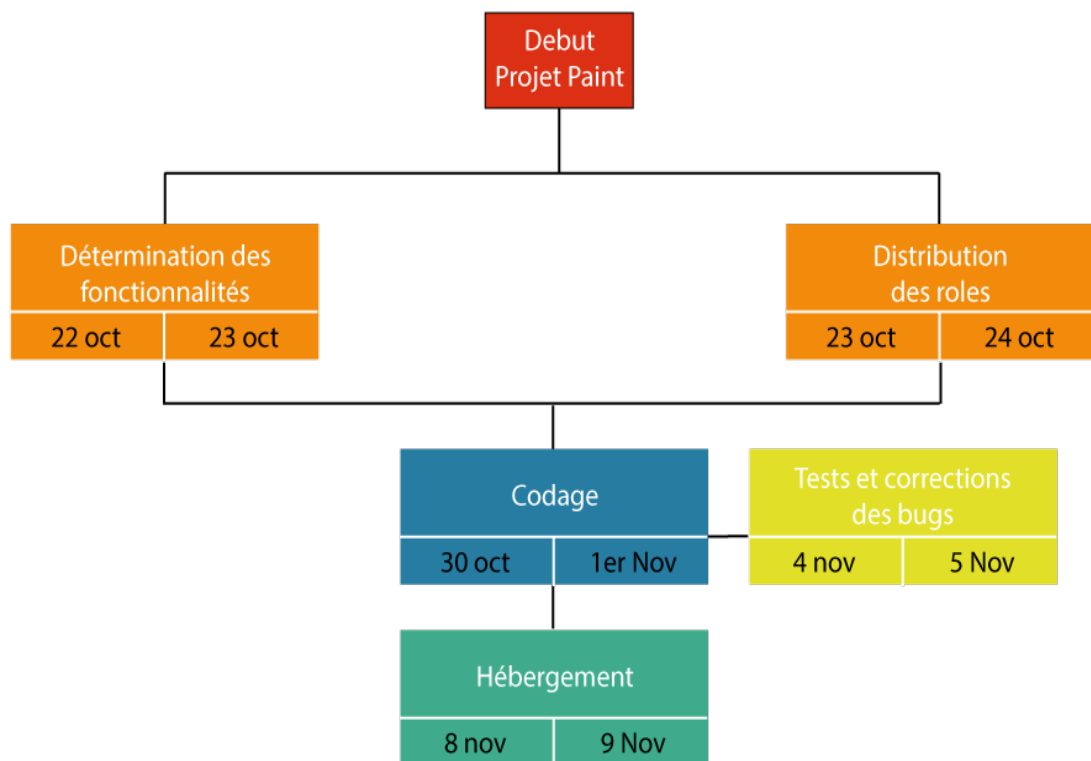 Debut
Projet Paint
Détermination des
fonctionnalités
22 oct
23 oct
Distribution
des roles
23 oct
24 oct
Codage
30 oct
1er Nov
Tests et corrections
des bugs
4 nov
5 Nov
Hébergement
8 nov
9 Nov